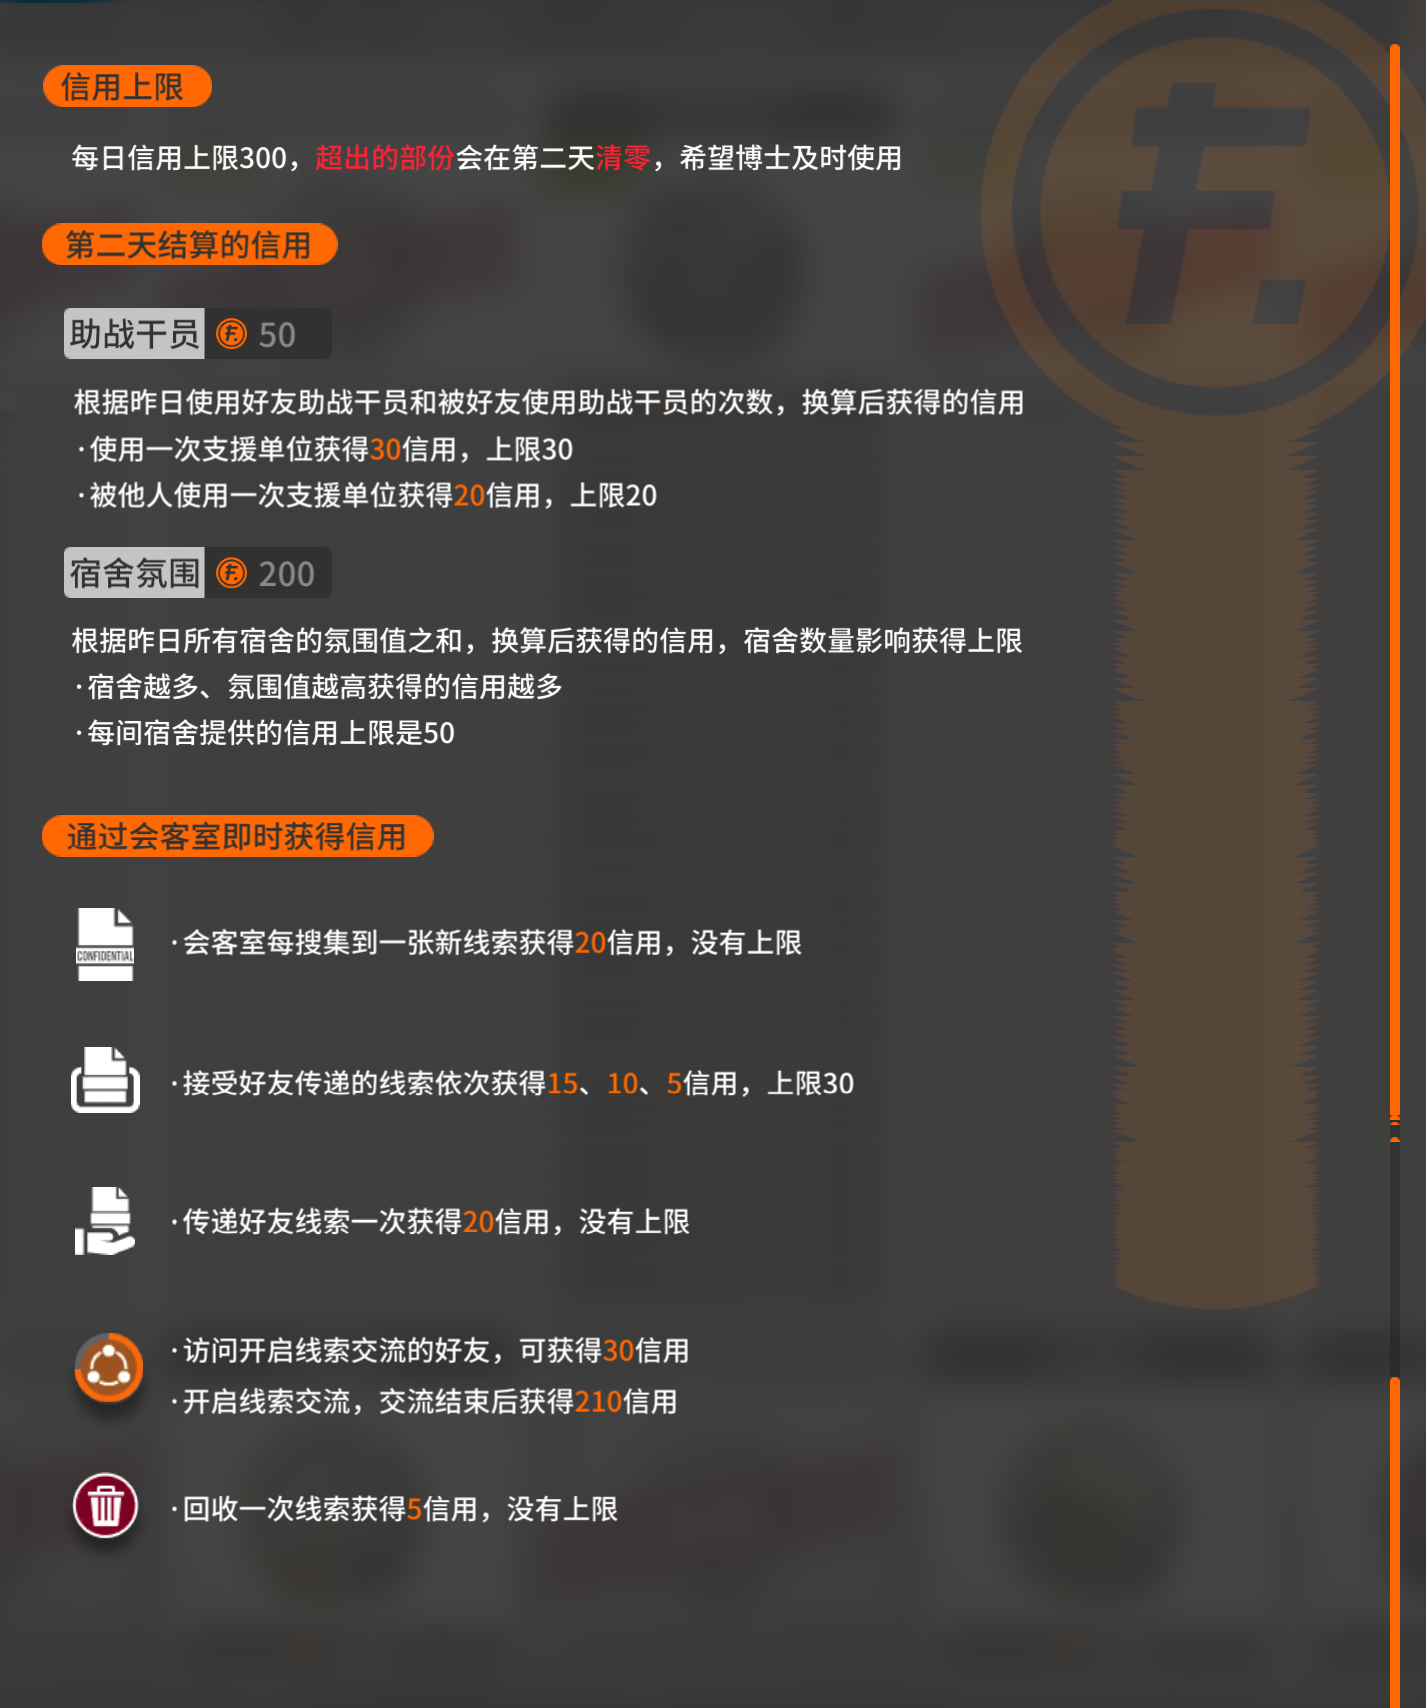 信用上限
每日信用上限300，超出的部份会在第二天清零，希望博士及时使用
第二天结算的信用
助战干员 50
根据昨日使用好友助战干员和被好友使用助战干员的次数，换算后获得的信用
·使用一次支援单位获得30信用，上限30
·被他人使用一次支援单位获得20信用，上限20
宿舍氛围 200
根据昨日所有宿舍的氛围值之和，换算后获得的信用，宿舍数量影响获得上限
·宿舍越多、氛围值越高获得的信用越多
·每间宿舍提供的信用上限是50
通过会客室即时获得信用
CONFIDENTIAL
·会客室每搜集到一张新线索获得20信用，没有上限
·接受好友传递的线索依次获得15、10、5信用，上限30
·传递好友线索一次获得20信用，没有上限
·访问开启线索交流的好友，可获得30信用
·开启线索交流，交流结束后获得210信用
·回收一次线索获得5信用，没有上限